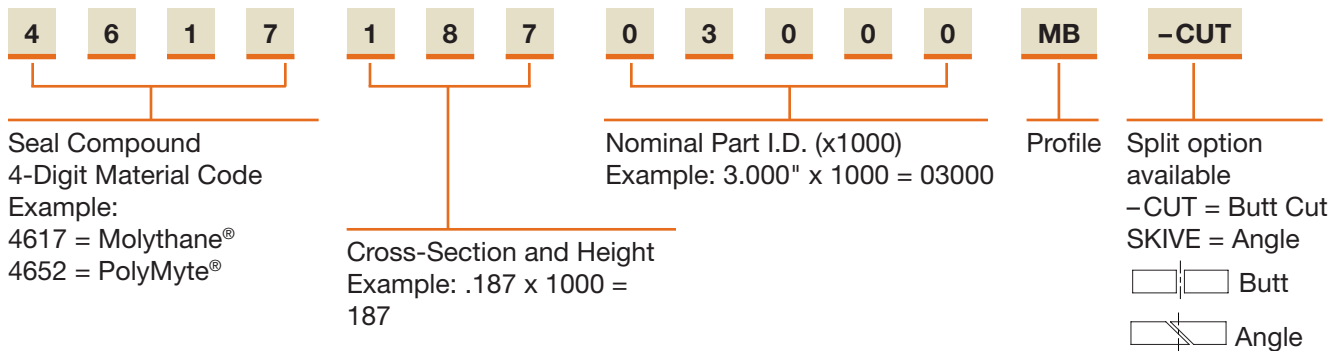 4 6 1 7 1 8 7 0 3 0 0 0 MB –CUT
Seal Compound
4-Digit Material Code
Example:
4617 = Molythane®
4652 = PolyMyte®
Cross-Section and Height
Example: .187 x 1000 =
187
Nominal Part I.D. (x1000)
Example: 3.000" x 1000 = 03000
Profile
Split option
available
–CUT = Butt Cut
SKIVE = Angle
Butt
Angle